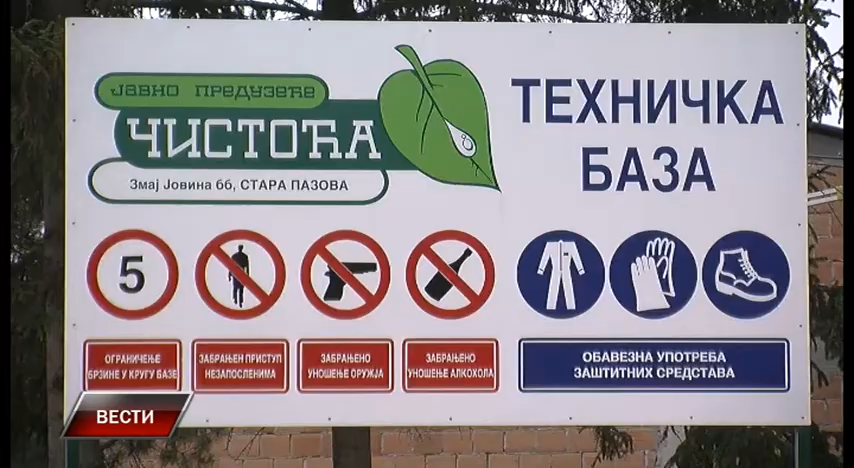 ЈАВНО ПРЕДУЗЕЋЕ
ЧИСТОЋА
Змај Јовина бб, СТАРА ПАЗОВА
ТЕХНИЧКА
БАЗА
5
ОГРАНИЧЕЊЕ
БРЗИНЕ У КРУГУ БАЗЕ
ЗАБРАЊЕН ПРИСТУП
НЕЗАПОСЛЕНИМА
ЗАБРАЊЕНО
УНОШЕЊЕ ОРУЖЈА
ЗАБРАЊЕНО
УНОШЕЊЕ АЛКОХОЛА
ОБАВЕЗНА УПОТРЕБА
ЗАШТИТНИХ СРЕДСТАВА
ВЕСТИ